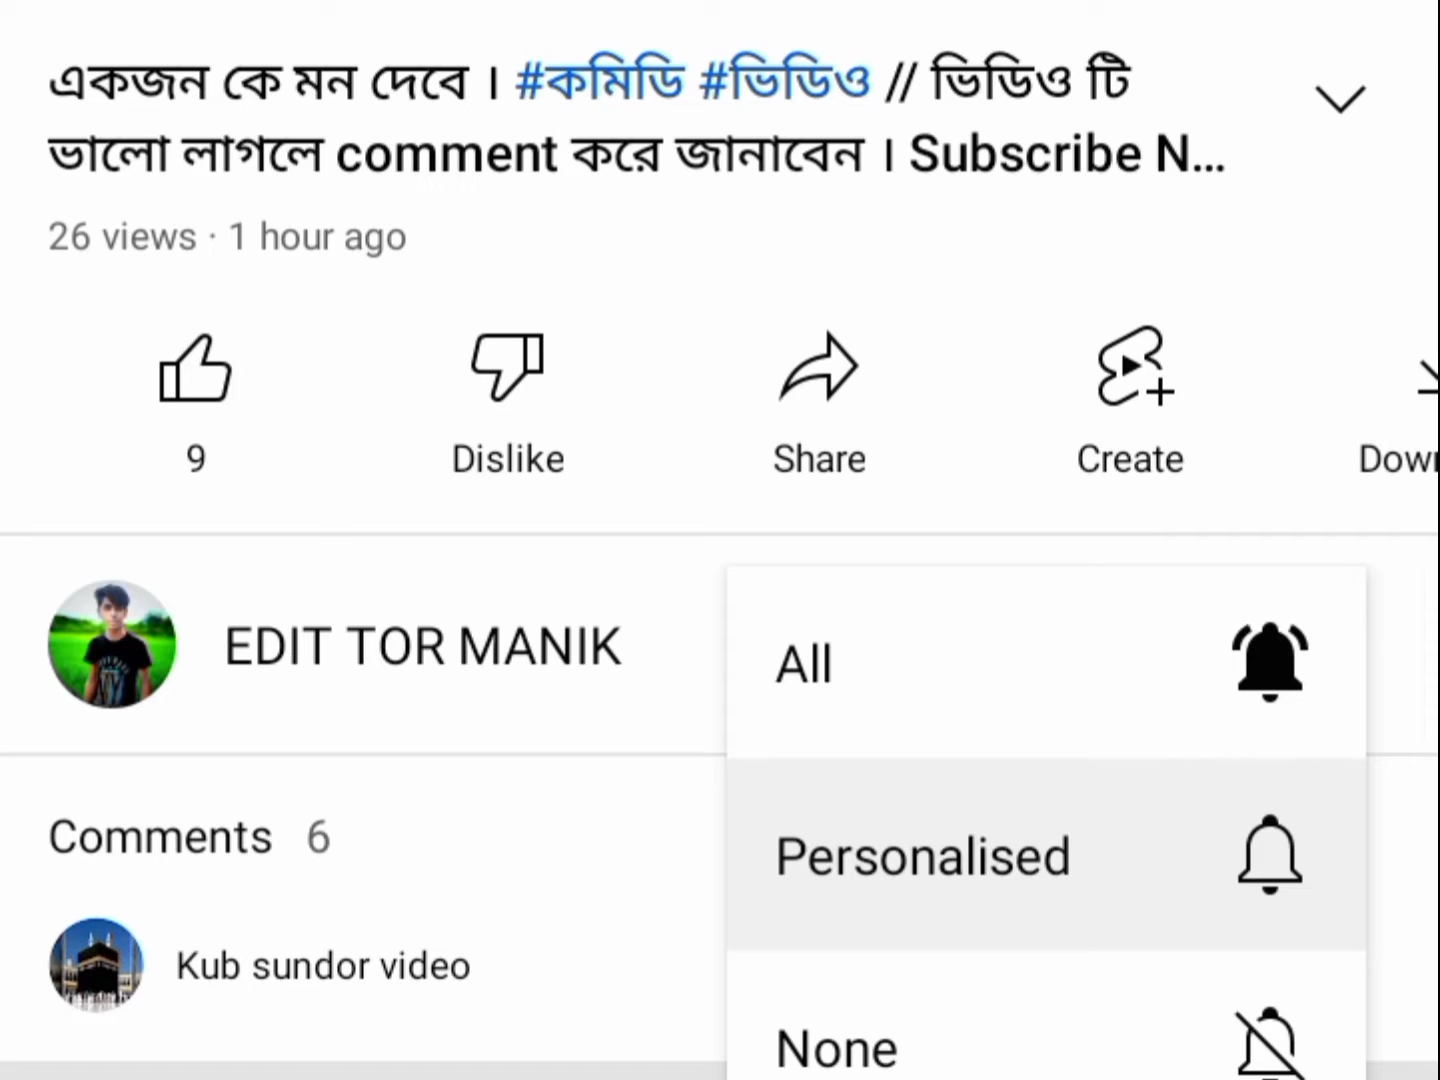 একজন কে মন দেবে । #কমিডি #ভিডিও // ভিডিও টি
ভালো লাগলে comment করে জানাবেন । Subscribe N...
26 views · 1 hour ago
9
Dislike
Share
Create
Down
EDIT TOR MANIK
All
Personalised
None
Comments 6
Kub sundor video